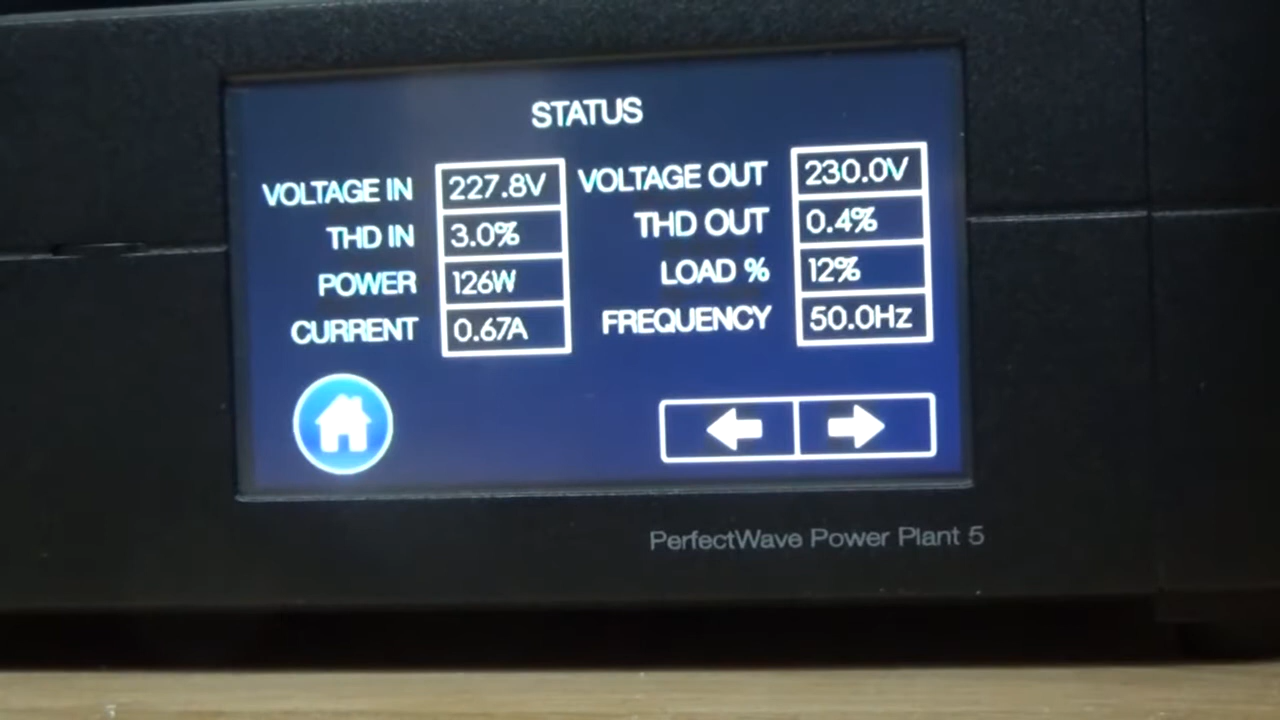 STATUS
VOLTAGE IN 227.8V VOLTAGE OUT 230.0V
THD IN 3.0% THD OUT 0.4%
POWER 126W LOAD % 12%
CURRENT 0.67A FREQUENCY 50.0Hz
PerfectWave Power Plant 5